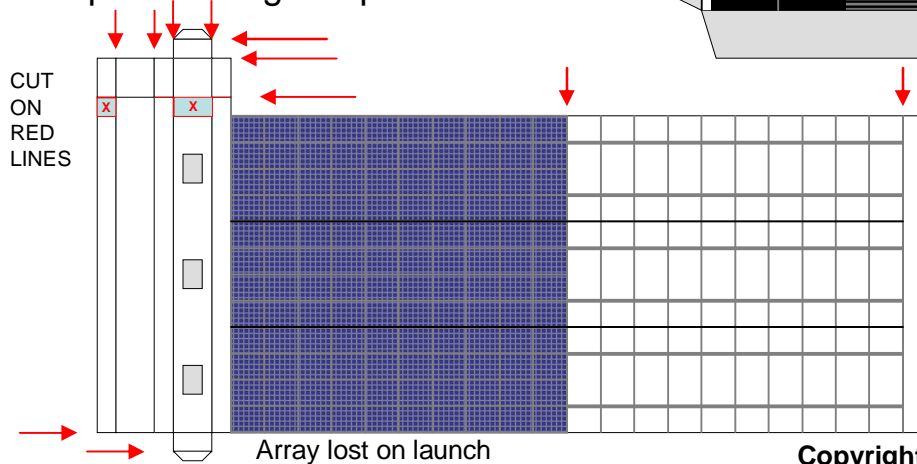 CUT
ON
RED
LINES
X
X
Array lost on launch
Copyright